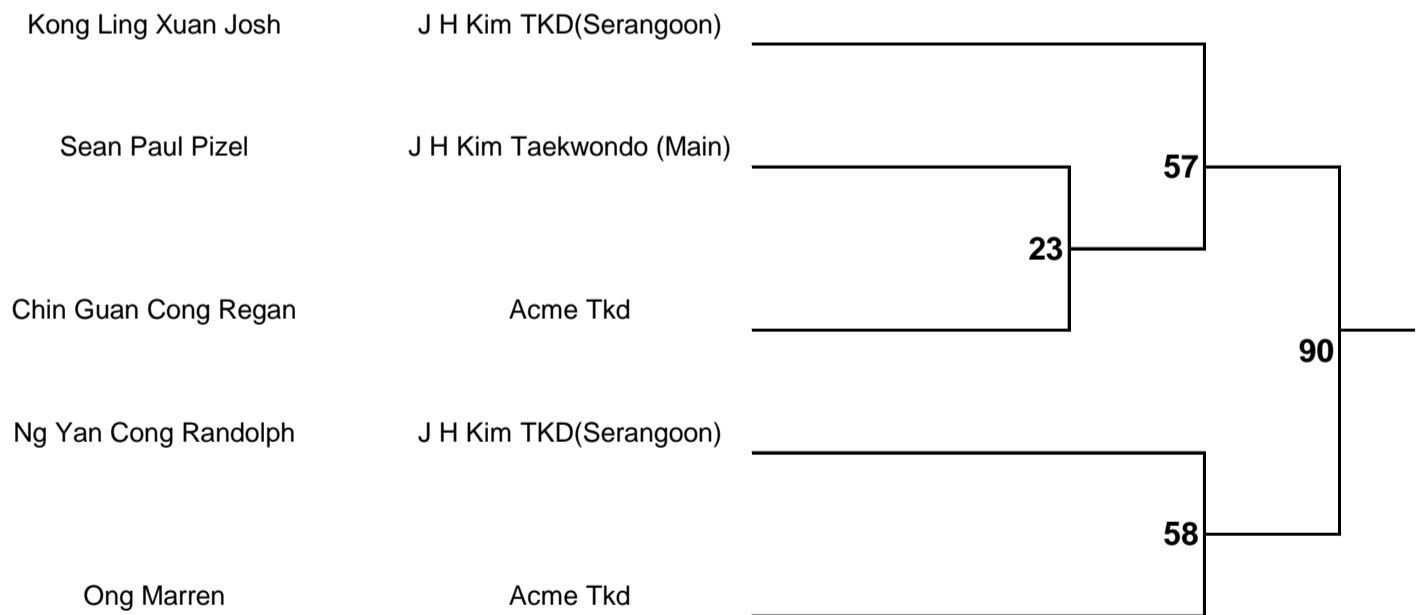 Kong Ling Xuan Josh J H Kim TKD(Serangoon)
Sean Paul Pizel J H Kim Taekwondo (Main)
57
23
Chin Guan Cong Regan Acme Tkd
90
Ng Yan Cong Randolph J H Kim TKD(Serangoon)
58
Ong Marren Acme Tkd